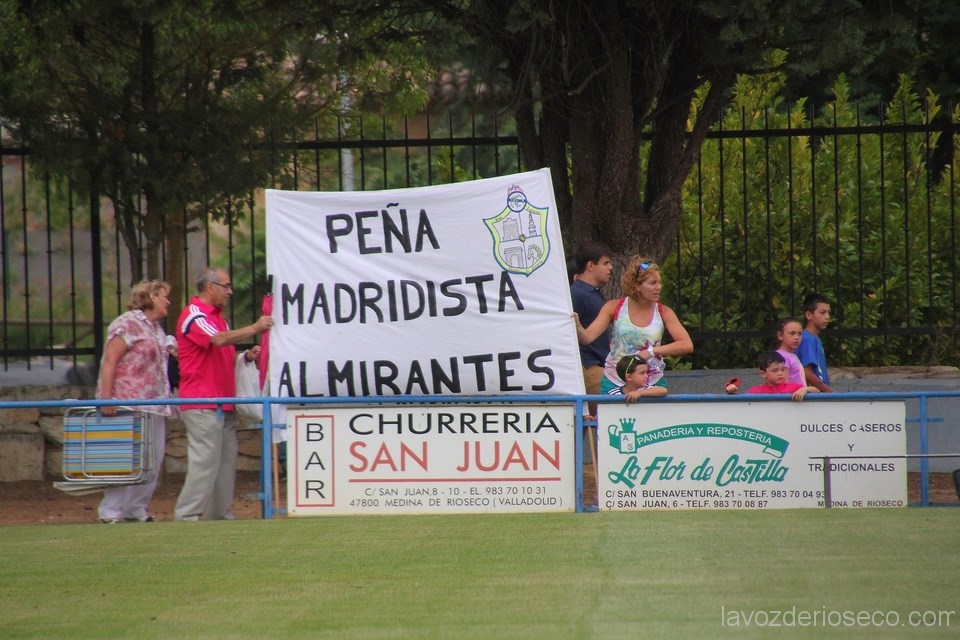 PEÑA
MADRIDISTA
ALMIRANTES
BAR
CHURRERIA
SAN JUAN
C/ SAN JUAN,8 - 10 - EL. 983 70 10 31
47800 MEDINA DE RIOSECO (VALLADOLID)
PANADERIA Y REPOSTERIA
La Flor de Castilla
C/ SAN BUENAVENTURA, 21 - TELF. 983 70 04
C/ SAN JUAN, 6 - TELF. 983 70 08 87
DULCES CASEROS
Y
TRADICIONALES
MEDINA DE RIOSECO
lavozderioseco.com